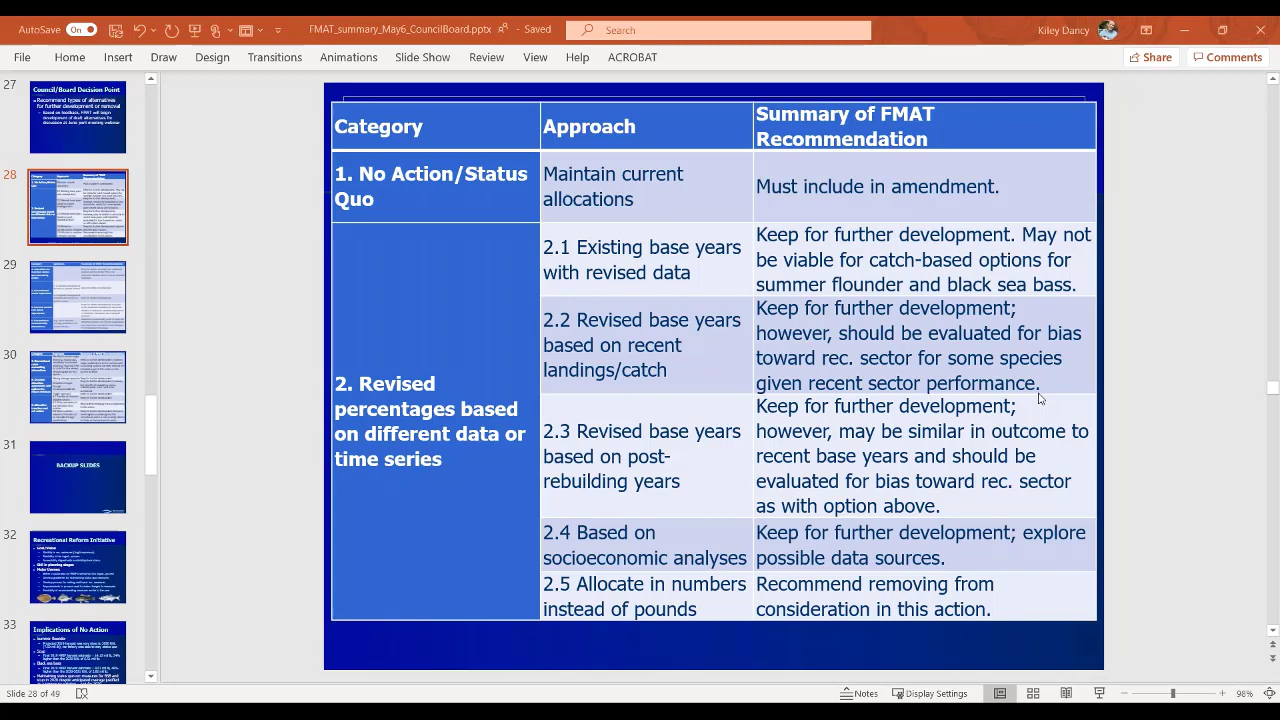 AutoSave On
FMAT_summary_May6_CouncilBoard.pptx - Saved
Search
Kiley Dancy
File Home Insert Draw Design Transitions Animations Slide Show Review View Help ACROBAT
Share Comments
27
Council/Board Decision Point
Recommend types of alternatives
for further development or removal
28
29
30
31
BACKUP SLIDES
32
Recreational Reform Initiative
33
Implications of No Action
Category Approach Summary of FMAT
Recommendation
1. No Action/Status
Quo
Maintain current
allocations
Must include in amendment.
2. Revised
percentages based
on different data or
time series
2.1 Existing base years
with revised data
Keep for further development. May not
be viable for catch-based options for
summer flounder and black sea bass.
2.2 Revised base years
based on recent
landings/catch
Keep for further development;
however, should be evaluated for bias
toward rec. sector for some species
given recent sector performance.
2.3 Revised base years
based on post-
rebuilding years
Keep for further development;
however, may be similar in outcome to
recent base years and should be
evaluated for bias toward rec. sector
as with option above.
2.4 Based on
socioeconomic analyses
Keep for further development; explore
possible data sources.
2.5 Allocate in numbers
instead of pounds
Recommend removing from
consideration in this action.
Slide 28 of 49
Notes Display Settings
98%